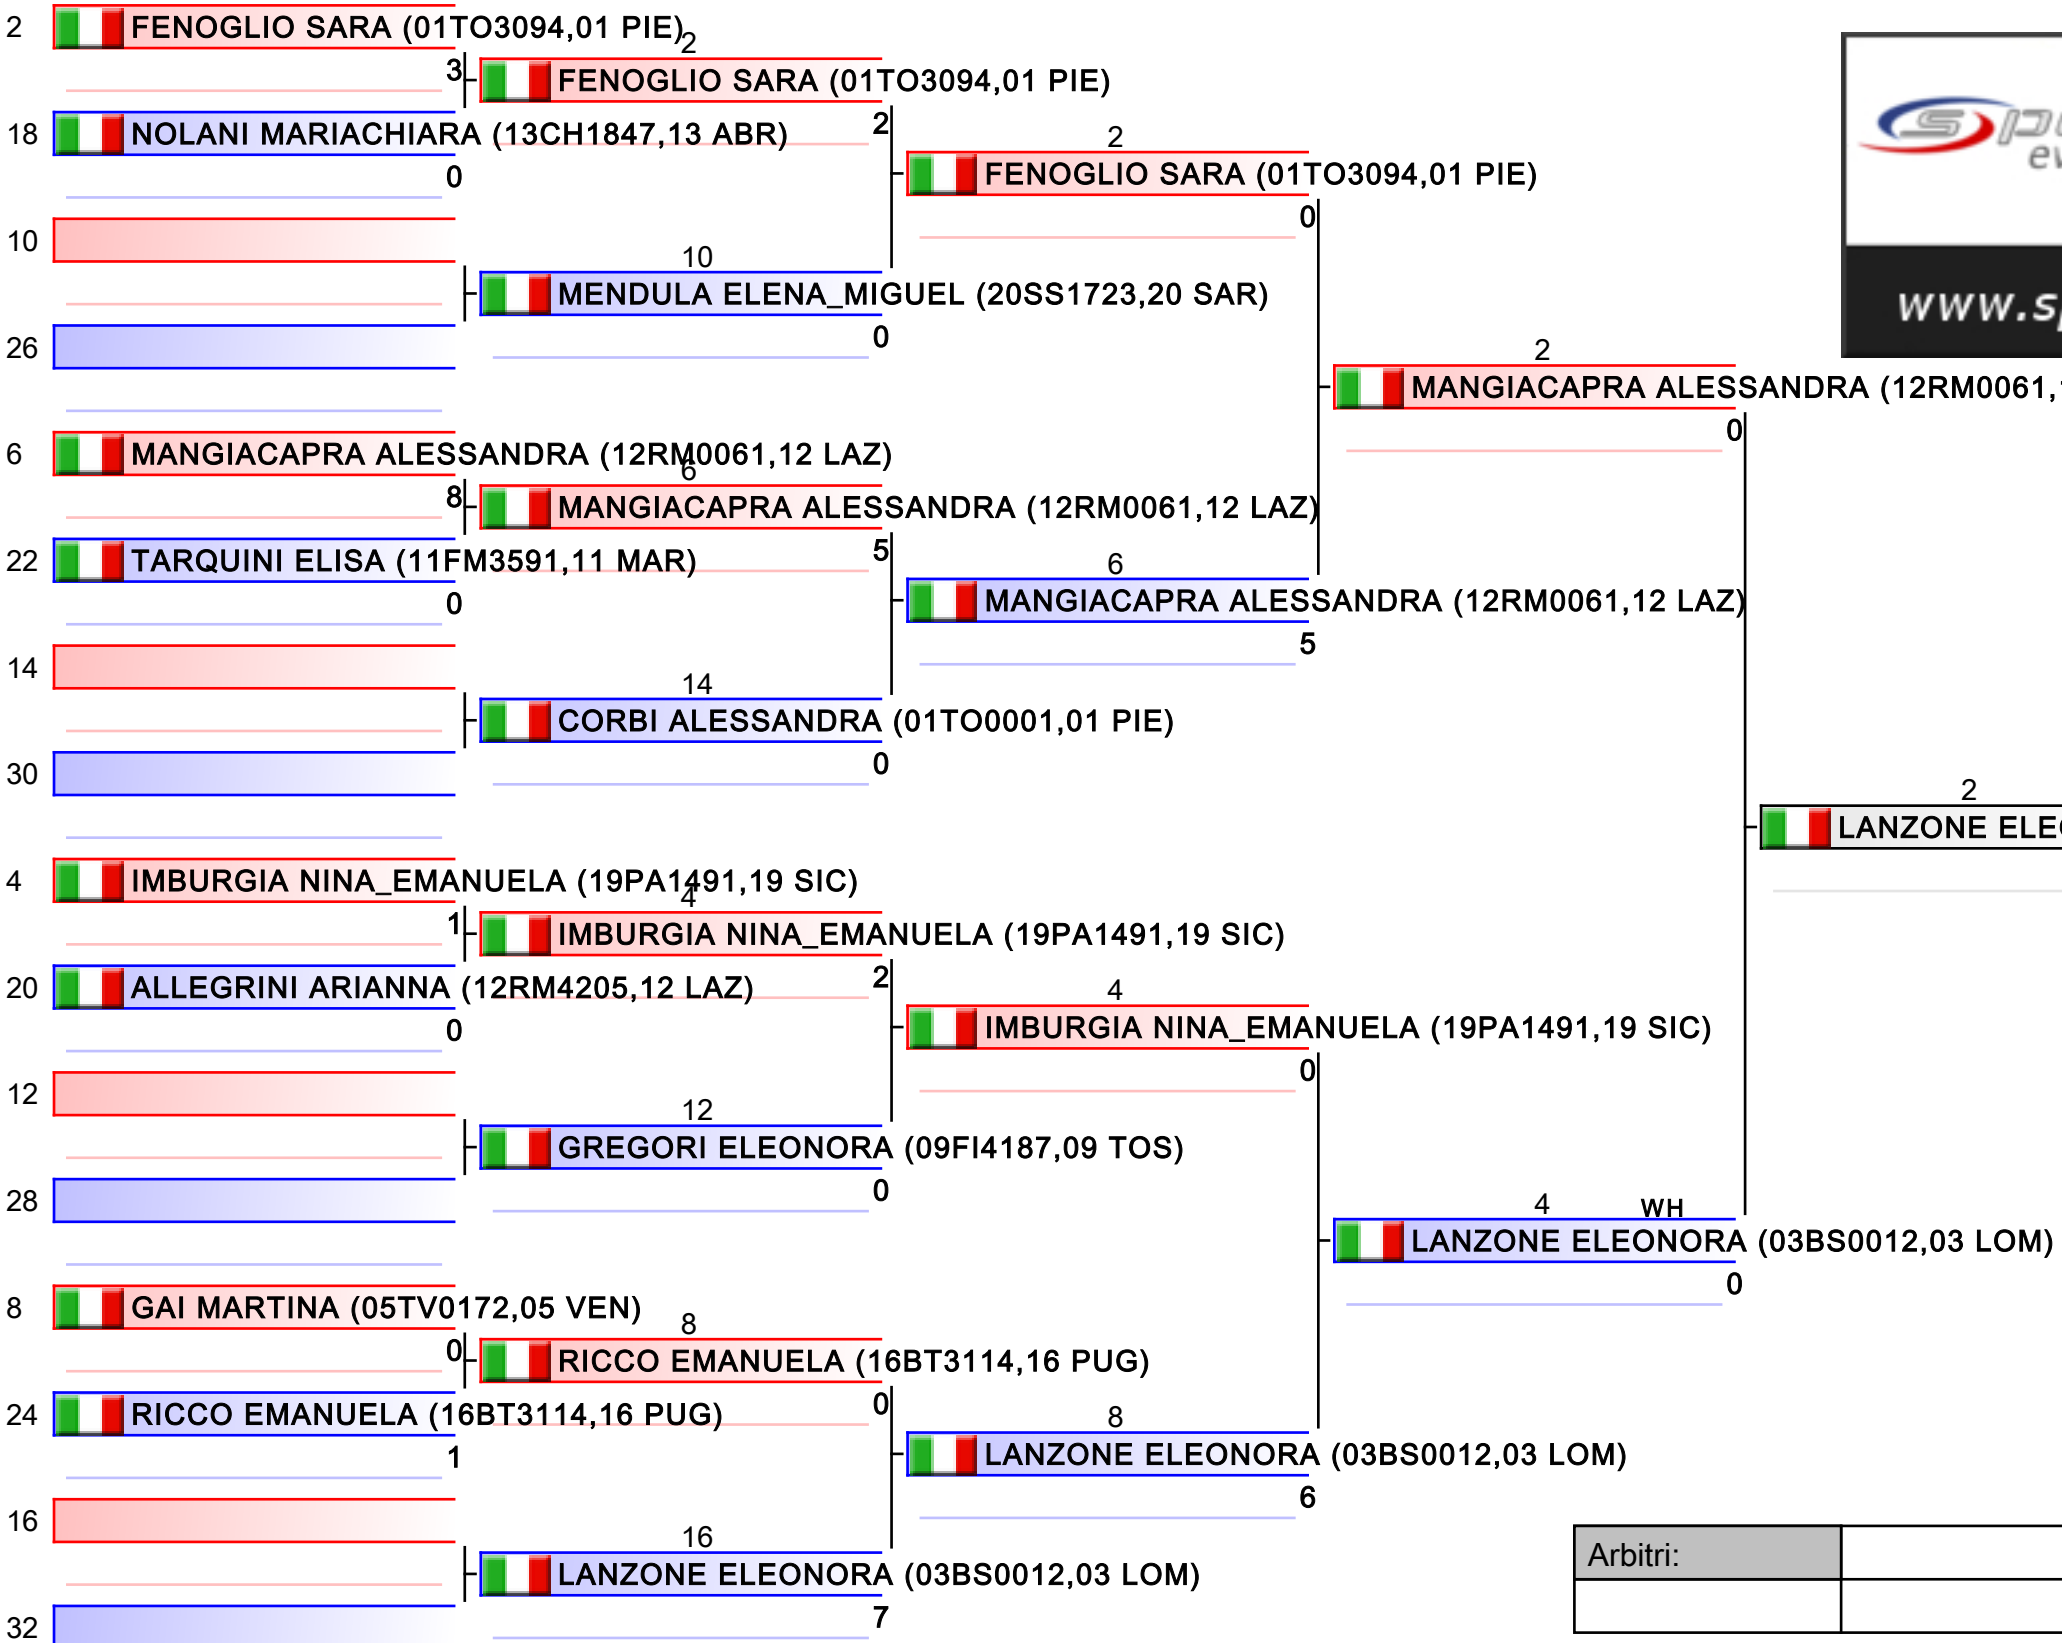 2 FENOGLIO SARA (01TO3094,01 PIE)
2
3 FENOGLIO SARA (01TO3094,01 PIE)
18 NOLANI MARIACHIARA (13CH1847,13 ABR)
0
2
2
FENOGLIO SARA (01TO3094,01 PIE)
0
10
10
MENDULA ELENA_MIGUEL (20SS1723,20 SAR)
0
26
2
MANGIACAPRA ALESSANDRA (12RM0061,
0
6 MANGIACAPRA ALESSANDRA (12RM0061,12 LAZ)
6
8 MANGIACAPRA ALESSANDRA (12RM0061,12 LAZ)
22 TARQUINI ELISA (11FM3591,11 MAR)
0
5
6
MANGIACAPRA ALESSANDRA (12RM0061,12 LAZ)
5
14
14
CORBI ALESSANDRA (01TO0001,01 PIE)
0
30
2
LANZONE ELE
4 IMBURGIA NINA_EMANUELA (19PA1491,19 SIC)
4
1 IMBURGIA NINA_EMANUELA (19PA1491,19 SIC)
20 ALLEGRINI ARIANNA (12RM4205,12 LAZ)
0
2
4
IMBURGIA NINA_EMANUELA (19PA1491,19 SIC)
0
12
12
GREGORI ELEONORA (09FI4187,09 TOS)
0
28
4 WH
LANZONE ELEONORA (03BS0012,03 LOM)
0
8 GAI MARTINA (05TV0172,05 VEN)
8
0 RICCO EMANUELA (16BT3114,16 PUG)
24 RICCO EMANUELA (16BT3114,16 PUG)
1
0
8
LANZONE ELEONORA (03BS0012,03 LOM)
6
16
16
LANZONE ELEONORA (03BS0012,03 LOM)
7
32
www.s
Arbitri: